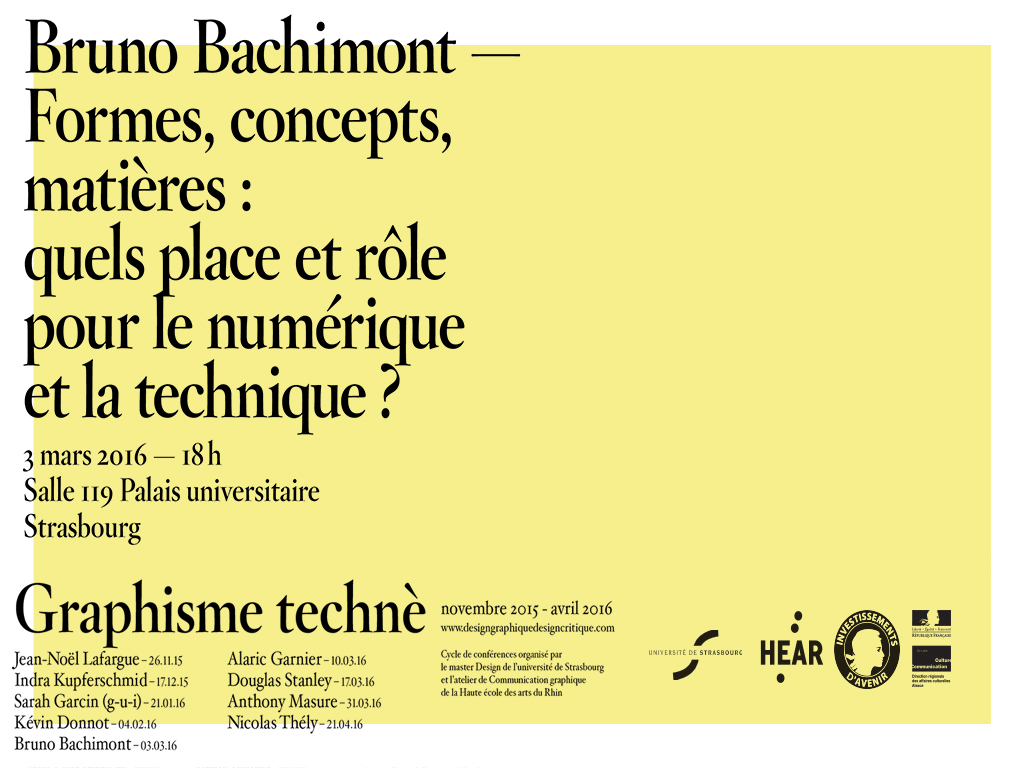 Bruno Bachimont —
Formes, concepts,
matières :
quels place et rôle
pour le numérique
et la technique ?
3 mars 2016 — 18 h
Salle 119 Palais universitaire
Strasbourg
Graphisme technè
novembre 2015 - avril 2016
www.designgraphiquedesigncritique.com
Cycle de conférences organisé par
le master Design de l'université de Strasbourg
et l'atelier de Communication graphique
de la Haute école des arts du Rhin
Jean-Noël Lafargue – 26.11.15
Indra Kupferschmid – 17.12.15
Sarah Garcin (g-u-i) – 21.01.16
Kévin Donnot – 04.02.16
Bruno Bachimont – 03.03.16
Alaric Garnier – 10.03.16
Douglas Stanley – 17.03.16
Anthony Masure – 31.03.16
Nicolas Thély – 21.04.16
UNIVERSITÉ DE STRASBOURG
HEAR
INVESTISSEMENTS
D'AVENIR
Liberté • Égalité • Fraternité
RÉPUBLIQUE FRANÇAISE
Culture
Communication
Direction régionale
des affaires culturelles
Alsace